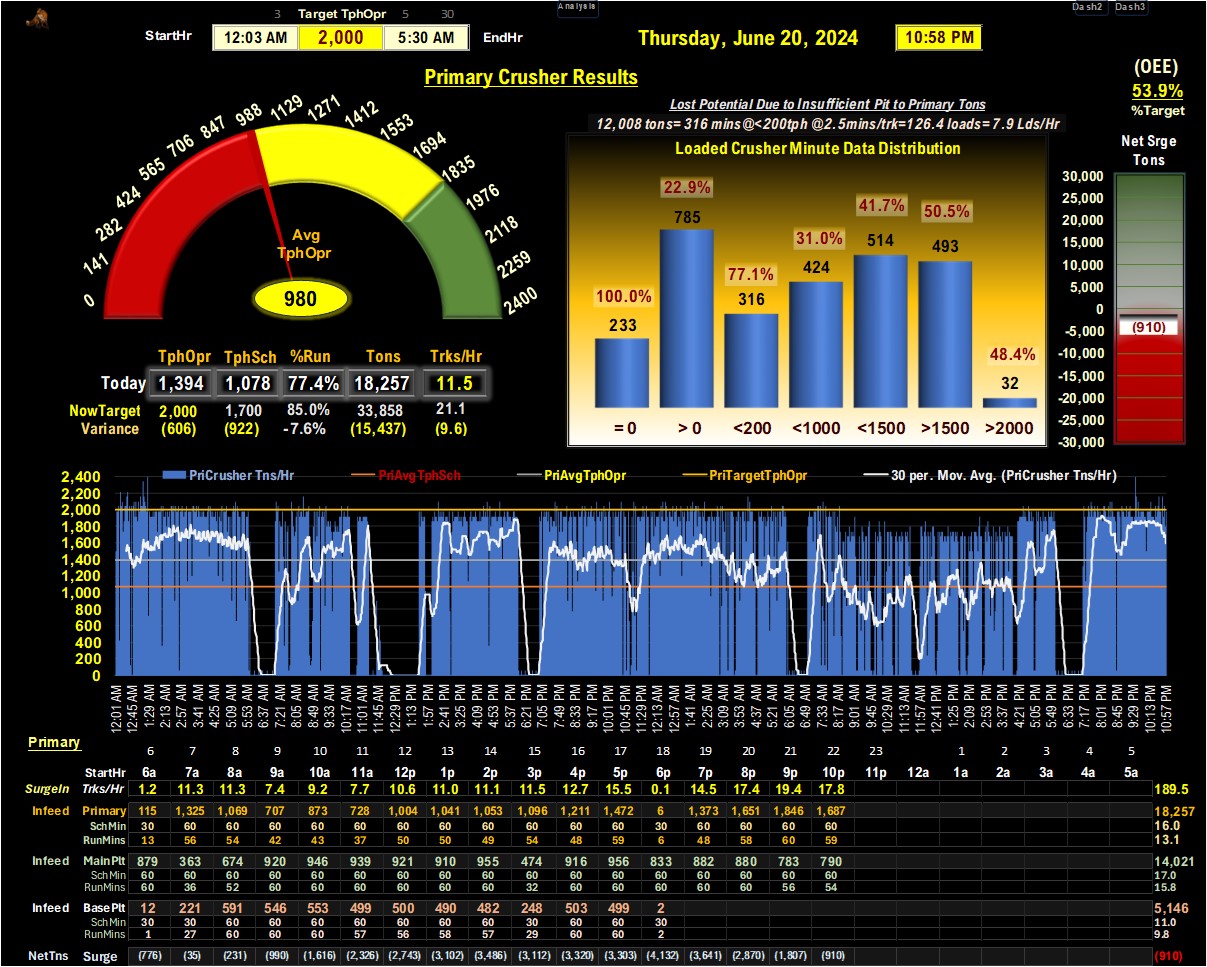 3 Target TphOpr 5 30
Analysis
Dash2 Dash3
StartHr 12:03 AM 2,000 5:30 AM EndHr
Thursday, June 20, 2024 10:58 PM
Primary Crusher Results
(OEE)
53.9%
%Target
Lost Potential Due to Insufficient Pit to Primary Tons
12,008 tons= 316 mins@<200tph @2.5mins/trk=126.4 loads= 7.9 Lds/Hr
0 141 282 424 565 706 847 988 1129 1271 1412 1553 1694 1835 1976 2118 2259 2400
Avg
TphOpr
980
Loaded Crusher Minute Data Distribution
100.0% 22.9% 77.1% 31.0% 41.7% 50.5% 48.4%
233 785 316 424 514 493 32
= 0 > 0 <200 <1000 <1500 >1500 >2000
Net Srge
Tons
30,000
25,000
20,000
15,000
10,000
5,000
0
-5,000
-10,000
-15,000
-20,000
-25,000
-30,000
(910)
TphOpr TphSch %Run Tons Trks/Hr
Today 1,394 1,078 77.4% 18,257 11.5
NowTarget 2,000 1,700 85.0% 33,858 21.1
Variance (606) (922) -7.6% (15,437) (9.6)
PriCrusher Tns/Hr PriAvgTphSch PriAvgTphOpr PriTargetTphOpr 30 per. Mov. Avg. (PriCrusher Tns/Hr)
2,400
2,200
2,000
1,800
1,600
1,400
1,200
1,000
800
600
400
200
0
12:01 AM 12:45 AM 1:29 AM 2:13 AM 2:57 AM 3:41 AM 4:25 AM 5:09 AM 5:53 AM 6:37 AM 7:21 AM 8:05 AM 8:49 AM 9:33 AM 10:17 AM 11:01 AM 11:45 AM 12:29 PM 1:13 PM 1:57 PM 2:41 PM 3:25 PM 4:09 PM 4:53 PM 5:37 PM 6:21 PM 7:05 PM 7:49 PM 8:33 PM 9:17 PM 10:01 PM 10:45 PM 11:29 PM 12:13 AM 12:57 AM 1:41 AM 2:25 AM 3:09 AM 3:53 AM 4:37 AM 5:21 AM 6:05 PM 7:33 PM 8:17 AM 9:01 AM 9:45 AM 10:29 AM 11:13 AM 11:57 AM 12:41 PM 1:25 PM 2:09 PM 2:53 PM 3:37 PM 4:21 PM 5:05 PM 5:49 PM 6:33 PM 7:17 PM 8:01 PM 8:45 PM 9:29 PM 10:13 PM 10:57 PM
Primary
6 7 8 9 10 11 12 13 14 15 16 17 18 19 20 21 22 23 1 2 3 4 5
StartHr 6a 7a 8a 9a 10a 11a 12p 1p 2p 3p 4p 5p 6p 7p 8p 9p 10p 11p 12a 1a 2a 3a 4a 5a
SurgeIn Trks/Hr 1.2 11.3 11.3 7.4 9.2 7.7 10.6 11.0 11.1 11.5 12.7 15.5 0.1 14.5 17.4 19.4 17.8 189.5
Infeed Primary 115 1,325 1,069 707 873 728 1,004 1,041 1,053 1,096 1,211 1,472 6 1,373 1,651 1,846 1,687 18,257
SchMin 30 60 60 60 60 60 60 60 60 60 60 60 30 60 60 60 60 16.0
RunMins 13 56 54 42 43 37 50 50 49 54 48 59 6 48 58 60 59 13.1
Infeed MainPlt 879 363 674 920 946 939 921 910 955 474 916 956 833 882 880 783 790 14,021
SchMin 60 60 60 60 60 60 60 60 60 60 60 60 60 60 60 60 60 17.0
RunMins 60 36 52 60 60 60 60 60 60 32 60 60 60 60 60 56 54 15.8
Infeed BasePlt 12 221 591 546 553 499 500 490 482 248 503 499 2 5,146
SchMin 30 30 60 60 60 60 60 60 60 30 60 60 30 11.0
RunMins 1 27 60 60 60 57 56 58 57 29 60 60 2 9.8
NetTns Surge (776) (35) (231) (990) (1,616) (2,326) (2,743) (3,102) (3,486) (3,112) (3,320) (3,303) (4,132) (3,641) (2,870) (1,807) (910) (910)